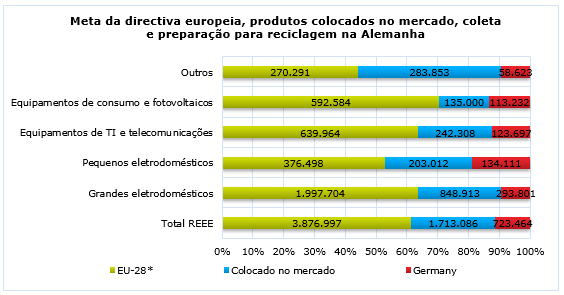 Meta da directiva europeia, produtos colocados no mercado, coleta
e preparação para reciclagem na Alemanha
Outros
270.291
283.853
58.623
Equipamentos de consumo e fotovoltaicos
592.584
135.000
113.232
Equipamentos de TI e telecomunicações
639.964
242.308
123.697
Pequenos eletrodomésticos
376.498
203.012
134.111
Grandes eletrodomésticos
1.997.704
848.913
293.801
Total REEE
3.876.997
1.713.086
723.464
0% 10% 20% 30% 40% 50% 60% 70% 80% 90% 100%
EU-28* Colocado no mercado Germany